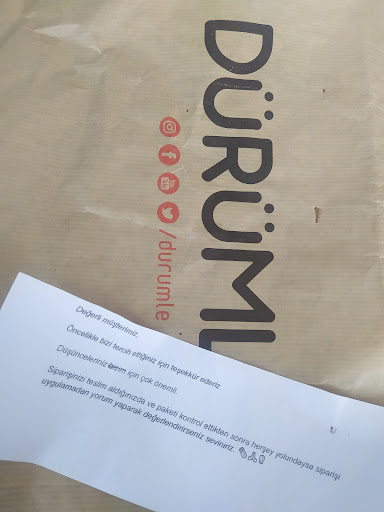 DÜRÜML
/durumle
Değerli müşterimiz.
Öncelikle bizi tercih ettiğiniz için teşekkür ederiz.
Düşünceleriniz bizim için çok önemli.
Siparişinizi teslim aldığınızda ve paketi kontrol ettikten sonra herşey yolundaysa siparişi
uygulamadan yorum yaparak değerlendirirseniz seviniriz.